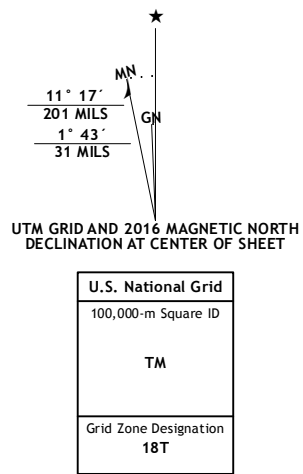 ★
MN
11° 17´
201 MILS
GN
1° 43´
31 MILS
UTM GRID AND 2016 MAGNETIC NORTH
DECLINATION AT CENTER OF SHEET
U.S. National Grid
100,000-m Square ID
TM
Grid Zone Designation
18T